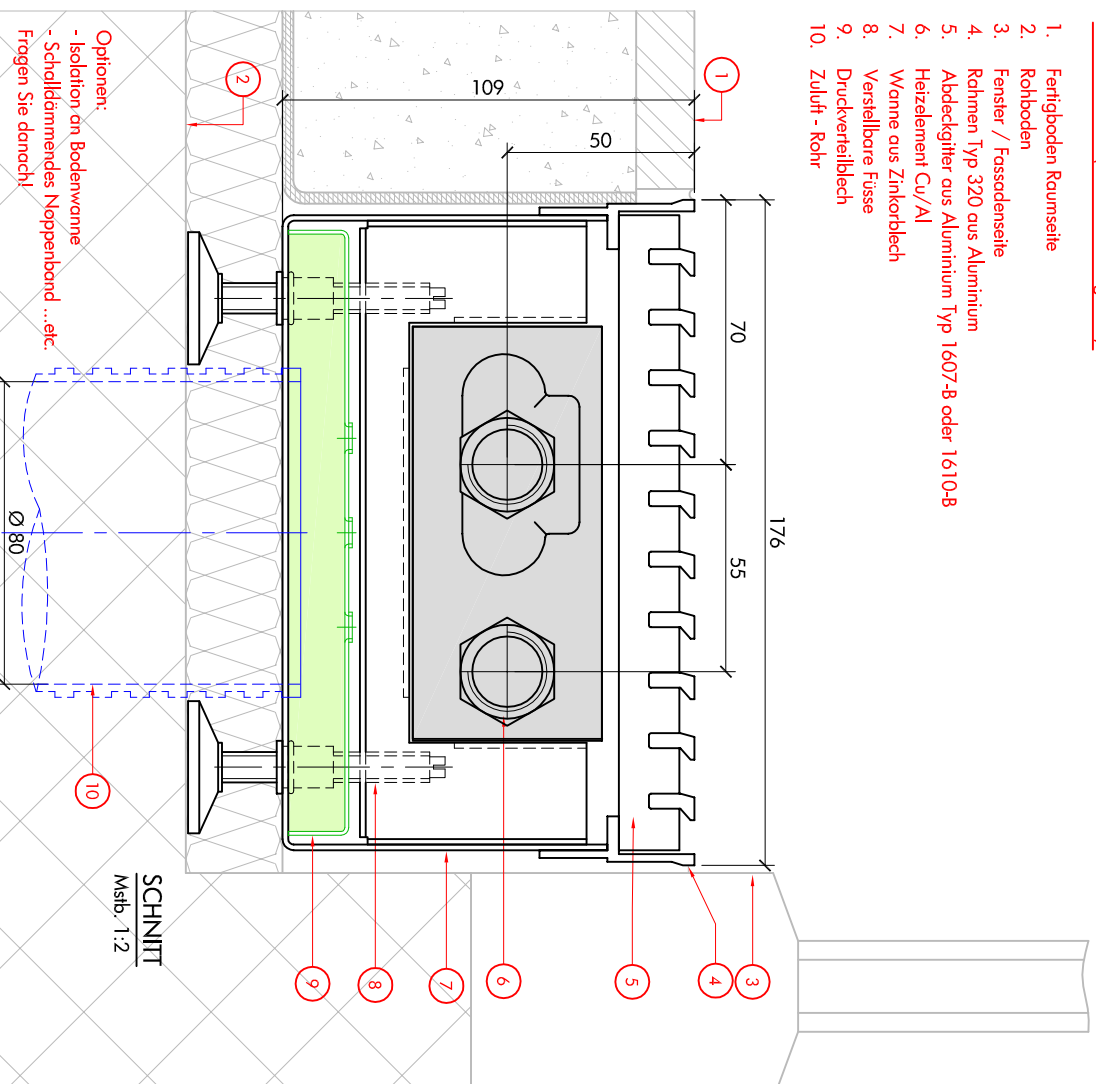 1. Fertigboden Raumseite
2. Rohboden
3. Fenster / Fassadenseite
4. Rahmen Typ 320 aus Aluminium
5. Abdeckgitter aus Aluminium Typ 1607-B oder 1610-B
6. Heizelement Cu/Al
7. Wanne aus Zinkorblech
8. Verstellbare Füsse
9. Druckverteilblech
10. Zuluft - Rohr
1
2
109
50
70
176
55
Ø 80
3
4
5
6
7
8
9
10
SCHNITT
Mstb. 1:2
Optionen:
- Isolation an Bodenwanne
- Schalldämmendes Noppenband ...etc.
Fragen Sie danach!